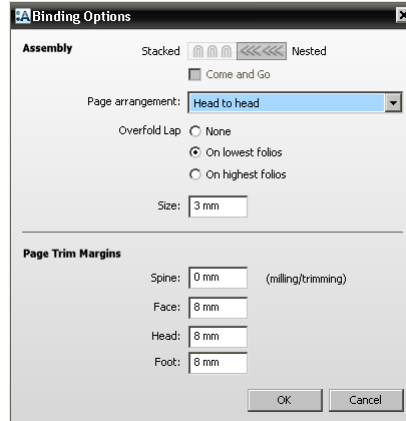 :A Binding Options
Assembly Stacked Nested
Come and Go
Page arrangement: Head to head
Overfold Lap None
On lowest folios
On highest folios
Size: 3 mm
Page Trim Margins
Spine: 0 mm (milling/trimming)
Face: 8 mm
Head: 8 mm
Foot: 8 mm
OK Cancel